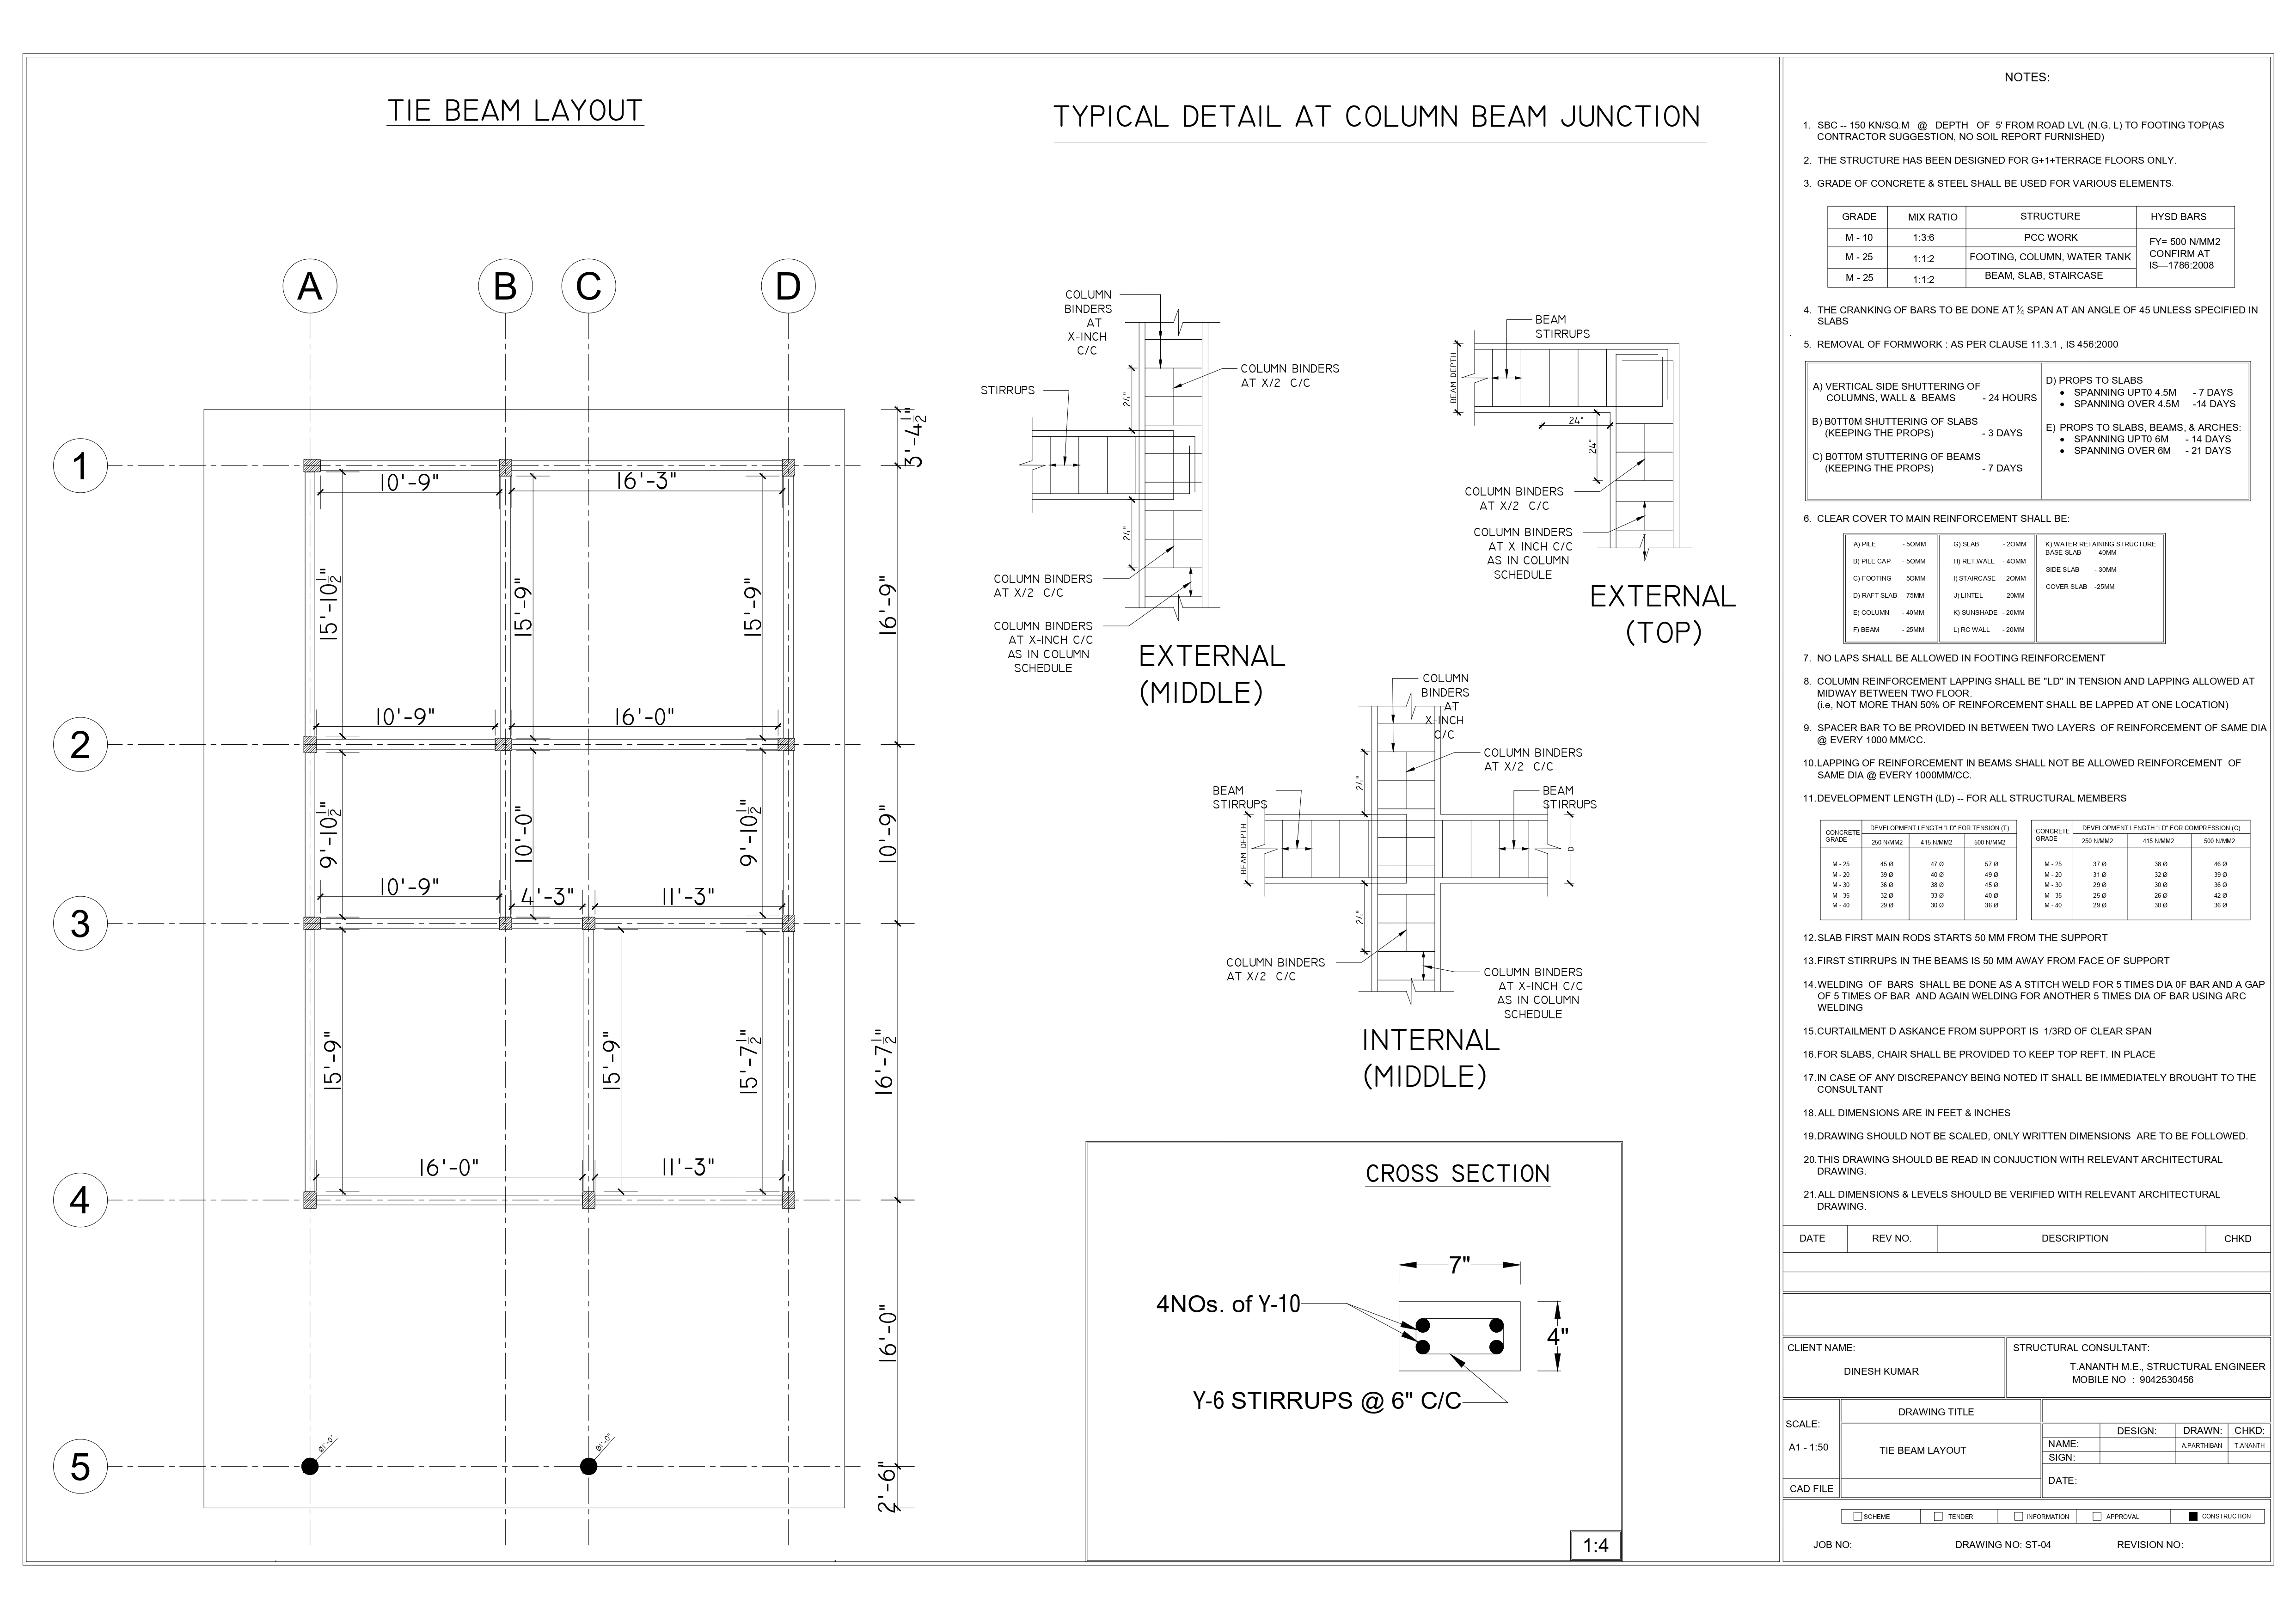 TIE BEAM LAYOUT
A B C D
1
2
3
4
5
3'-4½"
16'-9"
10'-9"
16'-7½"
16'-0"
2'-6"
10'-9" 16'-3"
15'-10½" 15'-9" 15'-9"
10'-9" 16'-0"
9'-10½" 10'-0" 9'-10½"
10'-9" 4'-3" 11'-3"
15'-9" 15'-9" 15'-7½"
16'-0" 11'-3"
Ø1'-0" Ø1'-0"
TYPICAL DETAIL AT COLUMN BEAM JUNCTION
COLUMN
BINDERS
AT
X-INCH
C/C
COLUMN BINDERS
AT X/2 C/C
STIRRUPS
24"
24"
COLUMN BINDERS
AT X/2 C/C
COLUMN BINDERS
AT X-INCH C/C
AS IN COLUMN
SCHEDULE
EXTERNAL
(MIDDLE)
BEAM
STIRRUPS
BEAM DEPTH
24"
24"
COLUMN BINDERS
AT X/2 C/C
COLUMN BINDERS
AT X-INCH C/C
AS IN COLUMN
SCHEDULE
EXTERNAL
(TOP)
COLUMN
BINDERS
AT
X-INCH
C/C
COLUMN BINDERS
AT X/2 C/C
24"
BEAM
STIRRUPS
BEAM
STIRRUPS
BEAM DEPTH
D
24"
COLUMN BINDERS
AT X/2 C/C
COLUMN BINDERS
AT X-INCH C/C
AS IN COLUMN
SCHEDULE
INTERNAL
(MIDDLE)
CROSS SECTION
7"
4NOs. of Y-10
4"
Y-6 STIRRUPS @ 6" C/C
1:4
NOTES:
1. SBC -- 150 KN/SQ.M @ DEPTH OF 5' FROM ROAD LVL (N.G. L) TO FOOTING TOP(AS
CONTRACTOR SUGGESTION, NO SOIL REPORT FURNISHED)
2. THE STRUCTURE HAS BEEN DESIGNED FOR G+1+TERRACE FLOORS ONLY.
3. GRADE OF CONCRETE & STEEL SHALL BE USED FOR VARIOUS ELEMENTS
GRADE MIX RATIO STRUCTURE HYSD BARS
M - 10 1:3:6 PCC WORK
M - 25 1:1:2 FOOTING, COLUMN, WATER TANK
M - 25 1:1:2 BEAM, SLAB, STAIRCASE
FY= 500 N/MM2
CONFIRM AT
IS—1786:2008
4. THE CRANKING OF BARS TO BE DONE AT ¼ SPAN AT AN ANGLE OF 45 UNLESS SPECIFIED IN
SLABS
5. REMOVAL OF FORMWORK : AS PER CLAUSE 11.3.1 , IS 456:2000
A) VERTICAL SIDE SHUTTERING OF
COLUMNS, WALL & BEAMS - 24 HOURS
B) B0TT0M SHUTTERING OF SLABS
(KEEPING THE PROPS) - 3 DAYS
C) B0TT0M STUTTERING OF BEAMS
(KEEPING THE PROPS) - 7 DAYS
D) PROPS TO SLABS
• SPANNING UPT0 4.5M - 7 DAYS
• SPANNING OVER 4.5M -14 DAYS
E) PROPS TO SLABS, BEAMS, & ARCHES:
• SPANNING UPT0 6M - 14 DAYS
• SPANNING OVER 6M - 21 DAYS
6. CLEAR COVER TO MAIN REINFORCEMENT SHALL BE:
A) PILE - 5OMM
B) PILE CAP - 5OMM
C) FOOTING - 5OMM
D) RAFT SLAB - 75MM
E) COLUMN - 40MM
F) BEAM - 25MM
G) SLAB - 2OMM
H) RET.WALL - 4OMM
I) STAIRCASE - 2OMM
J) LINTEL - 20MM
K) SUNSHADE - 20MM
L) RC WALL - 20MM
K) WATER RETAINING STRUCTURE
BASE SLAB - 40MM
SIDE SLAB - 30MM
COVER SLAB -25MM
7. NO LAPS SHALL BE ALLOWED IN FOOTING REINFORCEMENT
8. COLUMN REINFORCEMENT LAPPING SHALL BE "LD" IN TENSION AND LAPPING ALLOWED AT
MIDWAY BETWEEN TWO FLOOR.
(i.e, NOT MORE THAN 50% OF REINFORCEMENT SHALL BE LAPPED AT ONE LOCATION)
9. SPACER BAR TO BE PROVIDED IN BETWEEN TWO LAYERS OF REINFORCEMENT OF SAME DIA
@ EVERY 1000 MM/CC.
10.LAPPING OF REINFORCEMENT IN BEAMS SHALL NOT BE ALLOWED REINFORCEMENT OF
SAME DIA @ EVERY 1000MM/CC.
11.DEVELOPMENT LENGTH (LD) -- FOR ALL STRUCTURAL MEMBERS
CONCRETE GRADE DEVELOPMENT LENGTH "LD" FOR TENSION (T)
250 N/MM2 415 N/MM2 500 N/MM2
M - 25 45 Ø 47 Ø 57 Ø
M - 20 39 Ø 40 Ø 49 Ø
M - 30 36 Ø 38 Ø 45 Ø
M - 35 32 Ø 33 Ø 40 Ø
M - 40 29 Ø 30 Ø 36 Ø
CONCRETE GRADE DEVELOPMENT LENGTH "LD" FOR COMPRESSION (C)
250 N/MM2 415 N/MM2 500 N/MM2
M - 25 37 Ø 38 Ø 46 Ø
M - 20 31 Ø 32 Ø 39 Ø
M - 30 29 Ø 30 Ø 36 Ø
M - 35 25 Ø 26 Ø 42 Ø
M - 40 29 Ø 30 Ø 36 Ø
12.SLAB FIRST MAIN RODS STARTS 50 MM FROM THE SUPPORT
13.FIRST STIRRUPS IN THE BEAMS IS 50 MM AWAY FROM FACE OF SUPPORT
14.WELDING OF BARS SHALL BE DONE AS A STITCH WELD FOR 5 TIMES DIA 0F BAR AND A GAP
OF 5 TIMES OF BAR AND AGAIN WELDING FOR ANOTHER 5 TIMES DIA OF BAR USING ARC
WELDING
15.CURTAILMENT D ASKANCE FROM SUPPORT IS 1/3RD OF CLEAR SPAN
16.FOR SLABS, CHAIR SHALL BE PROVIDED TO KEEP TOP REFT. IN PLACE
17.IN CASE OF ANY DISCREPANCY BEING NOTED IT SHALL BE IMMEDIATELY BROUGHT TO THE
CONSULTANT
18.ALL DIMENSIONS ARE IN FEET & INCHES
19.DRAWING SHOULD NOT BE SCALED, ONLY WRITTEN DIMENSIONS ARE TO BE FOLLOWED.
20.THIS DRAWING SHOULD BE READ IN CONJUCTION WITH RELEVANT ARCHITECTURAL
DRAWING.
21.ALL DIMENSIONS & LEVELS SHOULD BE VERIFIED WITH RELEVANT ARCHITECTURAL
DRAWING.
DATE REV NO. DESCRIPTION CHKD
CLIENT NAME:
DINESH KUMAR
STRUCTURAL CONSULTANT:
T.ANANTH M.E., STRUCTURAL ENGINEER
MOBILE NO : 9042530456
SCALE:
A1 - 1:50
CAD FILE
DRAWING TITLE
TIE BEAM LAYOUT
DESIGN: DRAWN: CHKD:
NAME: A.PARTHIBAN T.ANANTH
SIGN:
DATE:
SCHEME TENDER INFORMATION APPROVAL CONSTRUCTION
JOB NO: DRAWING NO: ST-04 REVISION NO: